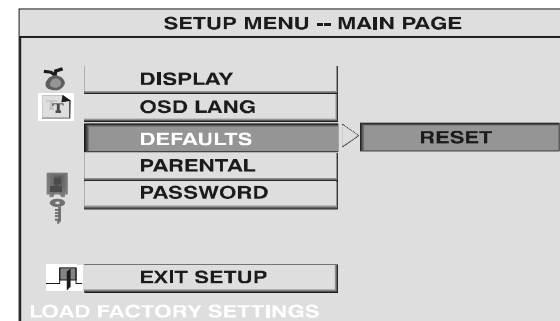 SETUP MENU -- MAIN PAGE
DISPLAY
T
OSD LANG
DEFAULTS
RESET
PARENTAL
PASSWORD
EXIT SETUP
LOAD FACTORY SETTINGS